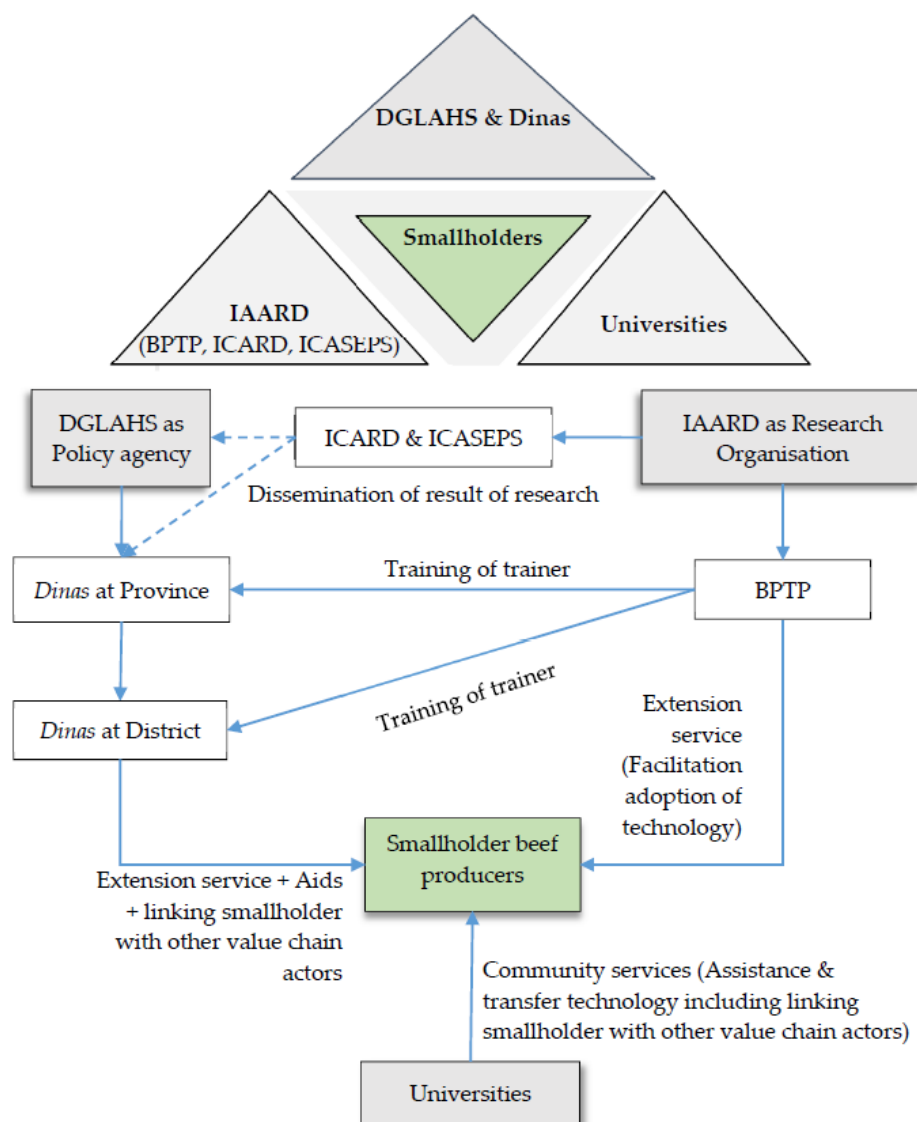 DGLAHS & Dinas
Smallholders
IAARD
(BPTP, ICARD, ICASEPS)
Universities
DGLAHS as
Policy agency
ICARD & ICASEPS
IAARD as Research
Organisation
Dissemination of result of research
Dinas at Province
Training of trainer
BPTP
Training of trainer
Dinas at District
Extension
service
(Facilitation
adoption of
technology)
Smallholder beef
producers
Extension service + Aids
+ linking smallholder
with other value chain
actors
Community services (Assistance &
transfer technology including linking
smallholder with other value chain actors)
Universities